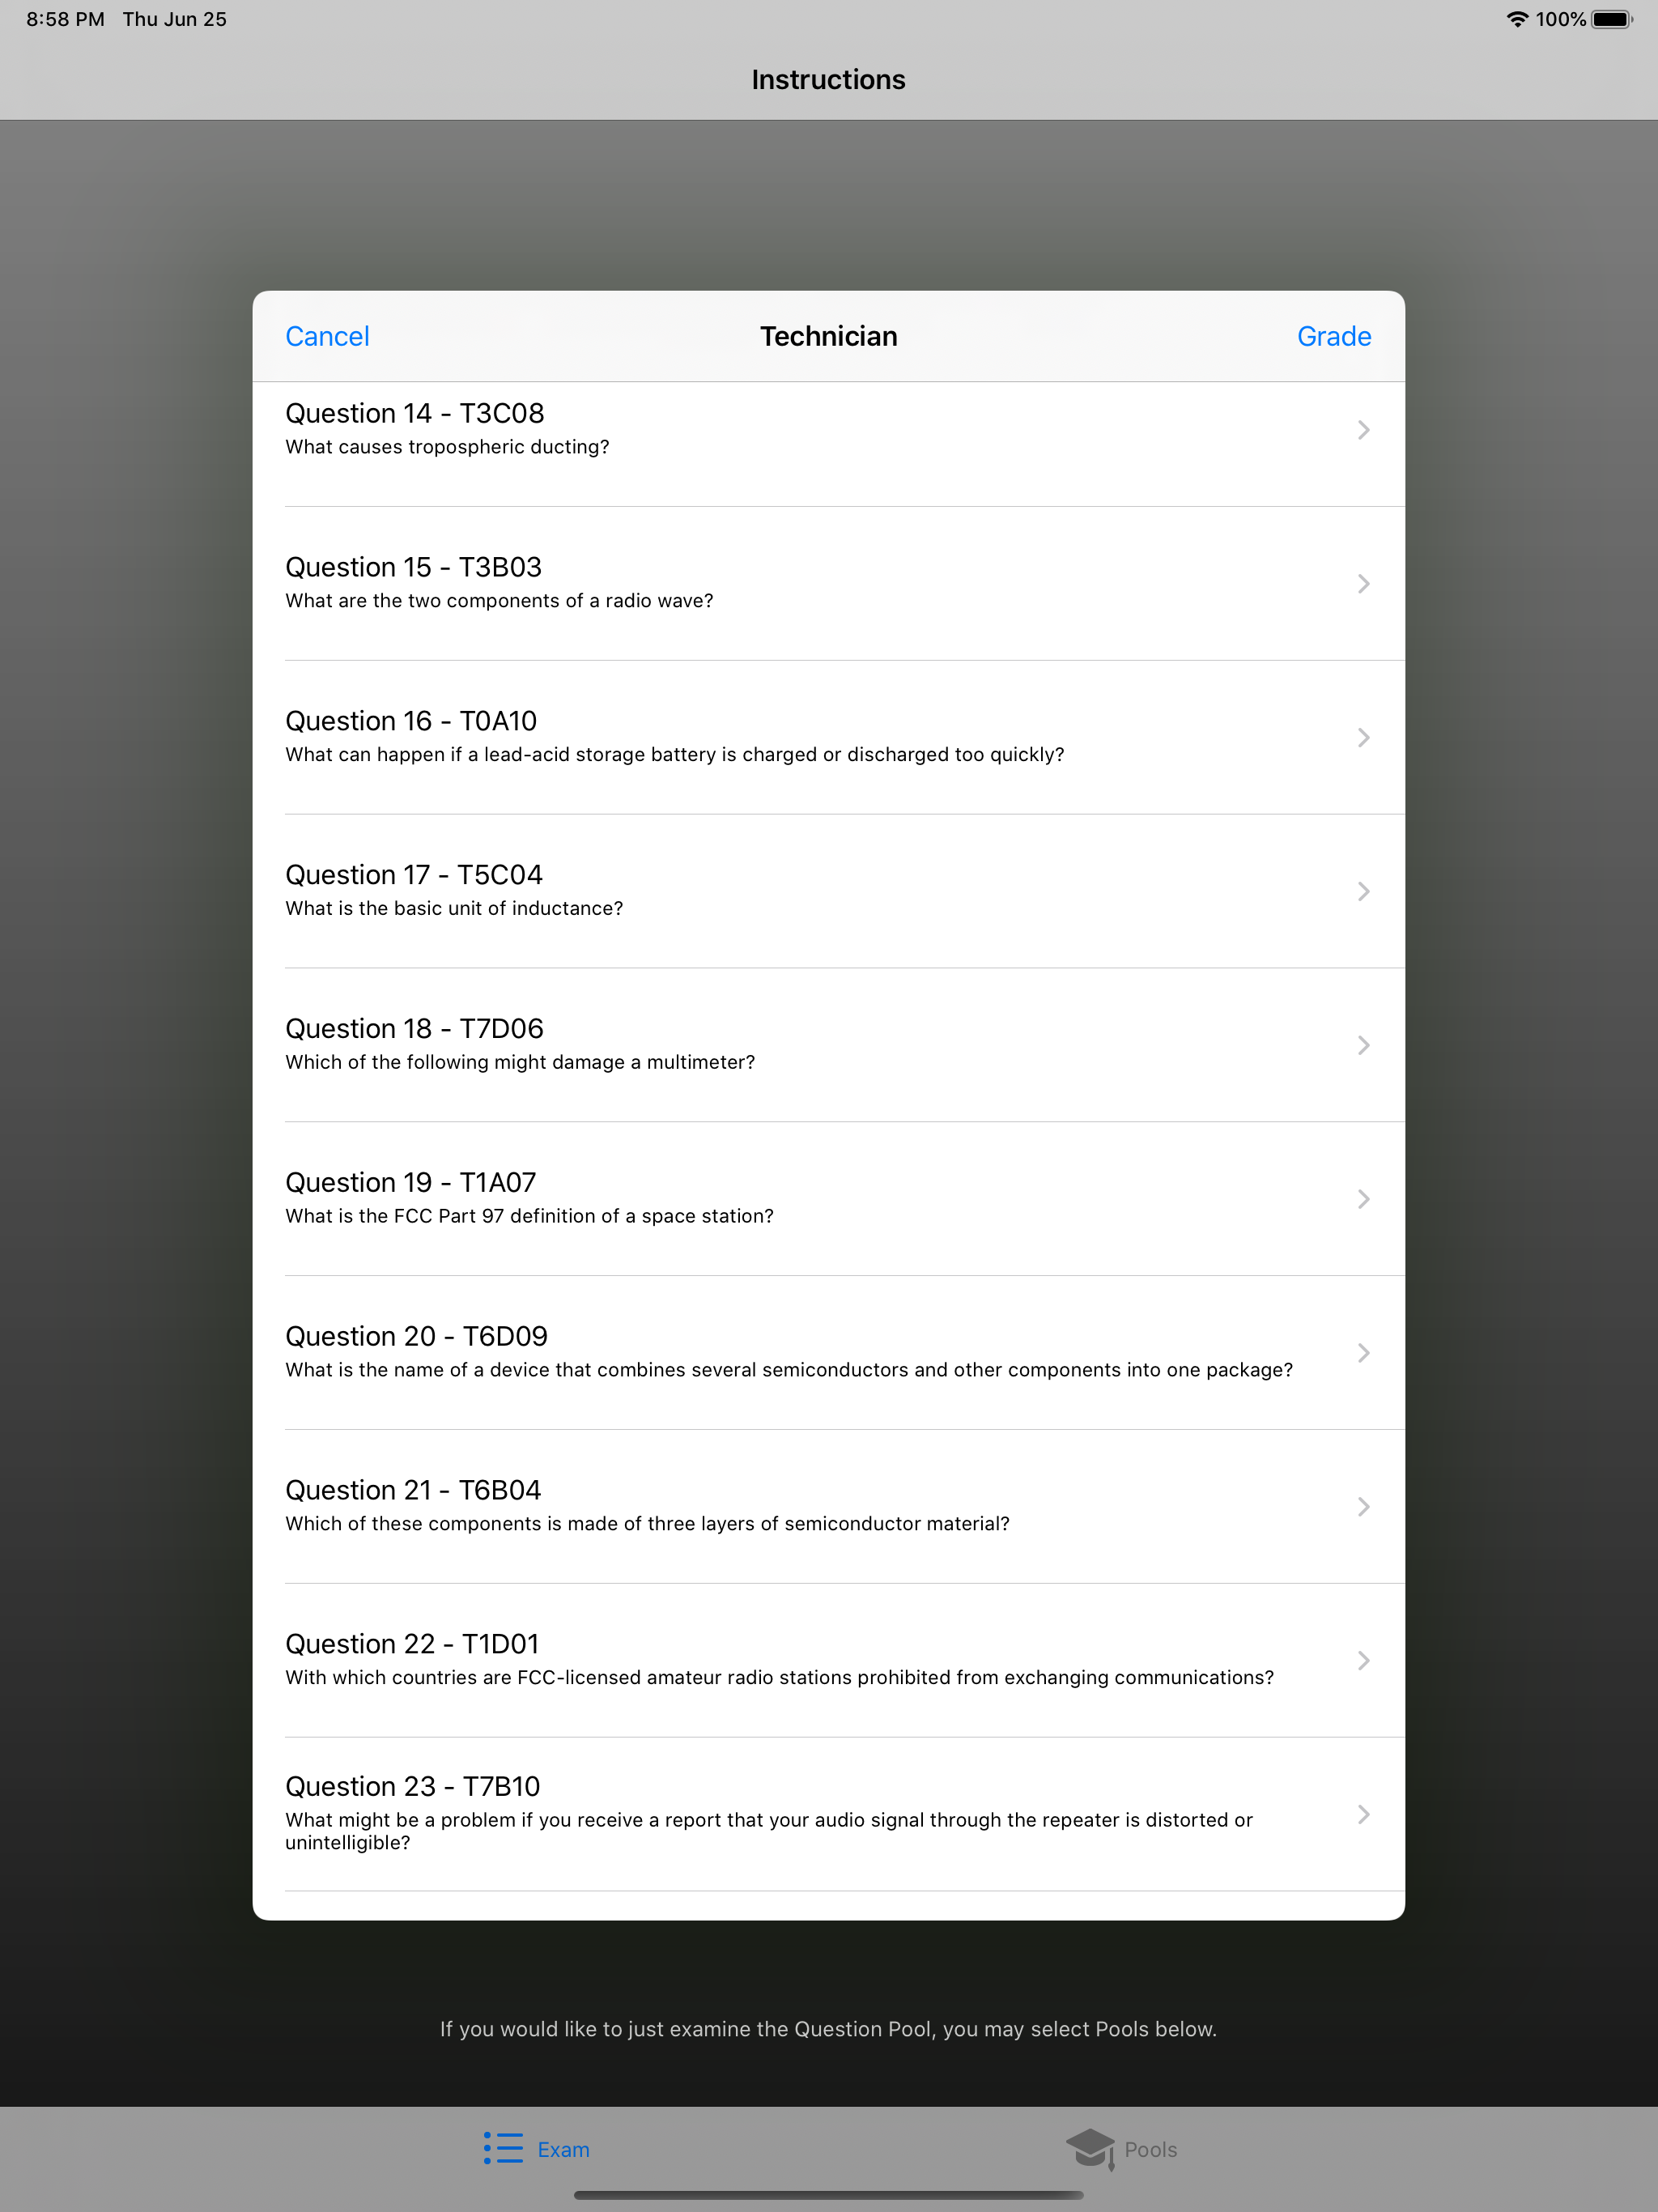 8:58 PM Thu Jun 25
100%
Instructions
Cancel
Technician
Grade
Question 14 - T3C08
What causes tropospheric ducting?
Question 15 - T3B03
What are the two components of a radio wave?
Question 16 - T0A10
What can happen if a lead-acid storage battery is charged or discharged too quickly?
Question 17 - T5C04
What is the basic unit of inductance?
Question 18 - T7D06
Which of the following might damage a multimeter?
Question 19 - T1A07
What is the FCC Part 97 definition of a space station?
Question 20 - T6D09
What is the name of a device that combines several semiconductors and other components into one package?
Question 21 - T6B04
Which of these components is made of three layers of semiconductor material?
Question 22 - T1D01
With which countries are FCC-licensed amateur radio stations prohibited from exchanging communications?
Question 23 - T7B10
What might be a problem if you receive a report that your audio signal through the repeater is distorted or
unintelligible?
If you would like to just examine the Question Pool, you may select Pools below.
Exam
Pools